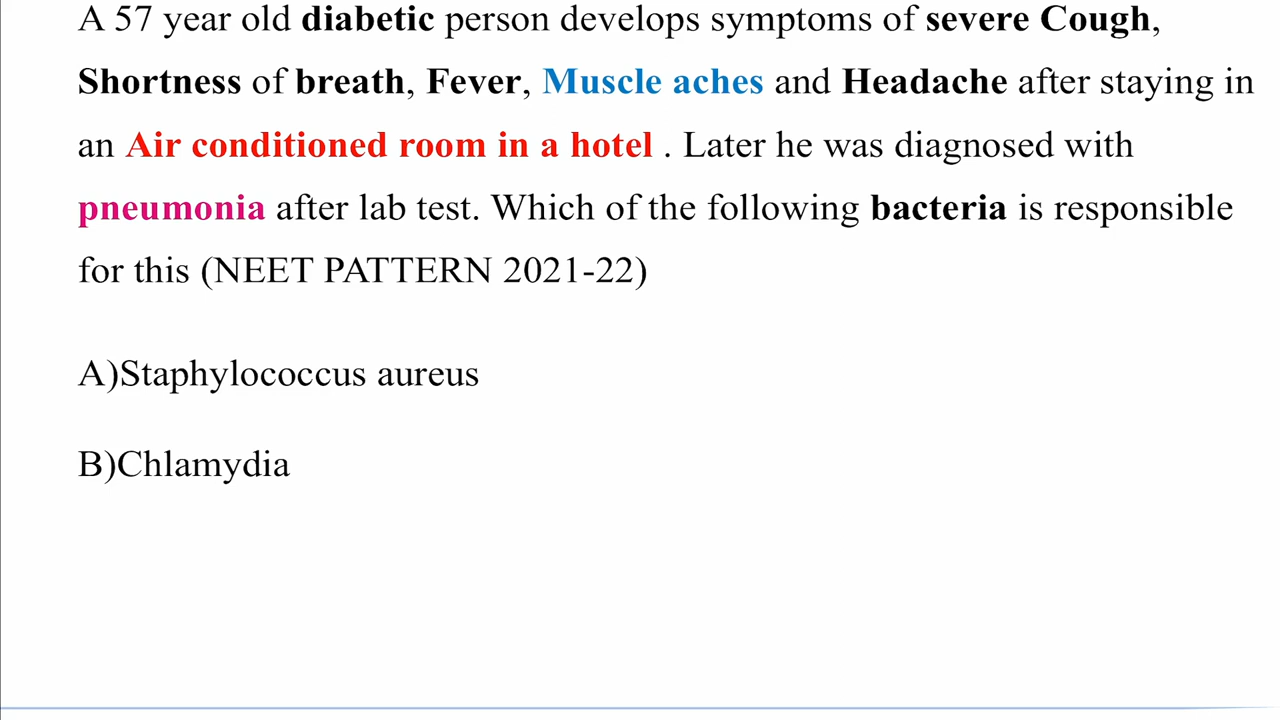 A 57 year old diabetic person develops symptoms of severe Cough,
Shortness of breath, Fever, Muscle aches and Headache after staying in
an Air conditioned room in a hotel . Later he was diagnosed with
pneumonia after lab test. Which of the following bacteria is responsible
for this (NEET PATTERN 2021-22)
A)Staphylococcus aureus
B)Chlamydia